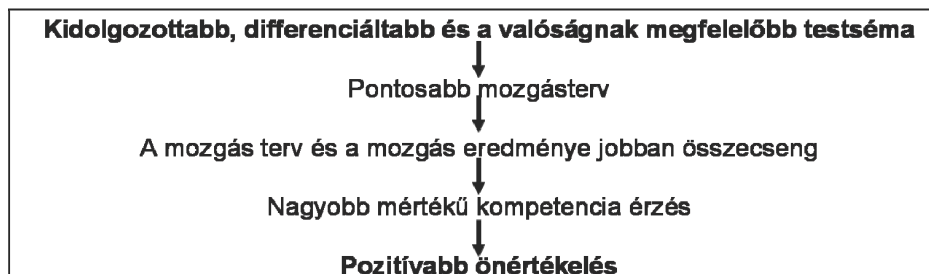 Kidolgozottabb, differenciáltabb és a valóságnak megfelelőbb testséma
Pontosabb mozgásterv
A mozgás terv és a mozgás eredménye jobban összecseng
Nagyobb mértékű kompetencia érzés
Pozitívabb önértékelés